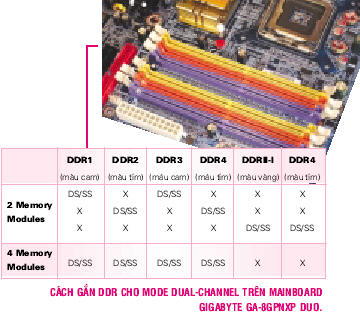 DDR1 DDR2 DDR3 DDR4 DDRII-I DDR4
(màu cam) (màu tím) (màu cam) (màu tím) (màu vàng) (màu tím)
2 Memory Modules
DS/SS X DS/SS X X X
X DS/SS X DS/SS X X
X X X X DS/SS DS/SS
4 Memory Modules
DS/SS DS/SS DS/SS DS/SS X X
CÁCH GẮN DDR CHO MODE DUAL-CHANNEL TRÊN MAINBOARD
GIGABYTE GA-8GPNXP DUO.